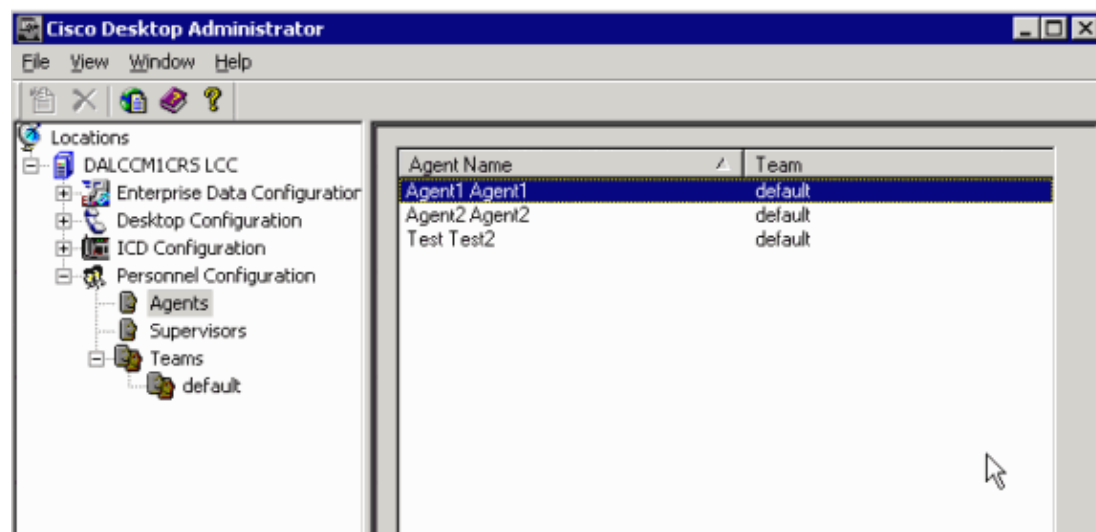 Cisco Desktop Administrator
File View Window Help
Locations
DALCCM1CRS LCC
Enterprise Data Configuration
Desktop Configuration
ICD Configuration
Personnel Configuration
Agents
Supervisors
Teams
default
Agent Name Team
Agent1 Agent1 default
Agent2 Agent2 default
Test Test2 default